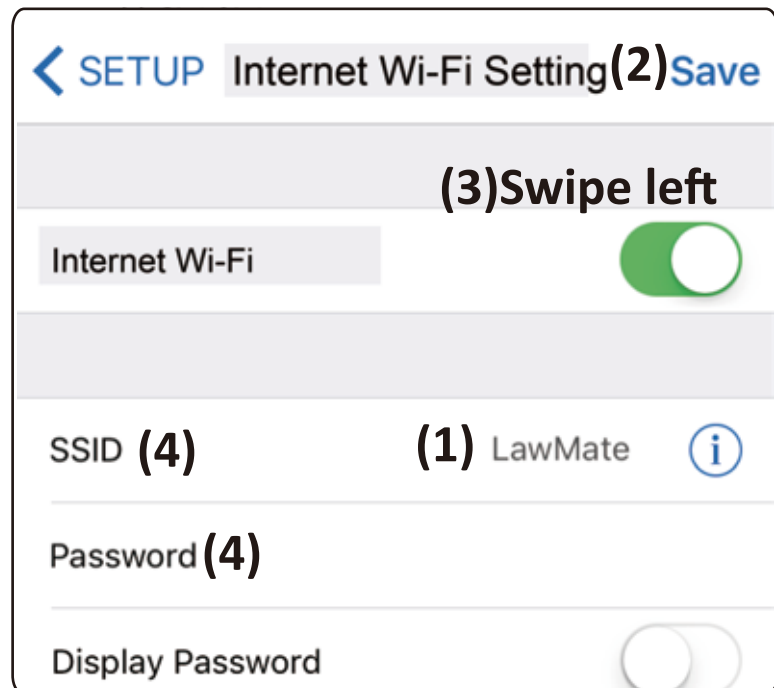 SETUP Internet Wi-Fi Setting (2) Save
(3)Swipe left
Internet Wi-Fi
SSID (4) (1) LawMate i
Password (4)
Display Password